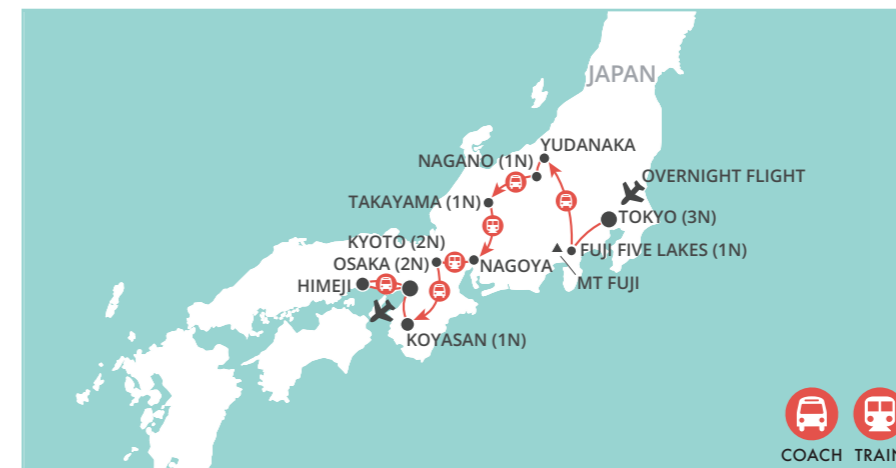 JAPAN
YUDANAKA
NAGANO (1N)
OVERNIGHT FLIGHT
TAKAYAMA (1N)
TOKYO (3N)
KYOTO (2N)
FUJI FIVE LAKES (1N)
OSAKA (2N)
NAGOYA
HIMEJI
MT FUJI
KOYASAN (1N)
COACH TRAIN